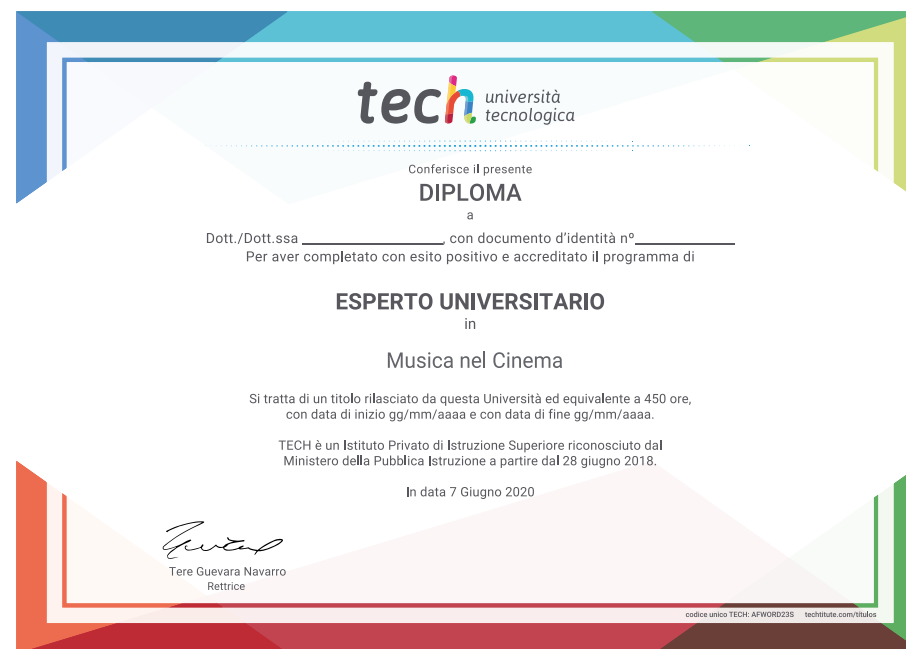 tech università
tecnologica
Conferisce il presente
DIPLOMA
a
Dott./Dott.ssa ____________________, con documento d'identità nº______________
Per aver completato con esito positivo e accreditato il programma di
ESPERTO UNIVERSITARIO
in
Musica nel Cinema
Si tratta di un titolo rilasciato da questa Università ed equivalente a 450 ore,
con data di inizio gg/mm/aaaa e con data di fine gg/mm/aaaa.
TECH è un Istituto Privato di Istruzione Superiore riconosciuto dal
Ministero della Pubblica Istruzione a partire dal 28 giugno 2018.
In data 7 Giugno 2020
Tere Guevara Navarro
Rettrice
codice unico TECH: AFWORD23S techtitute.com/titulos